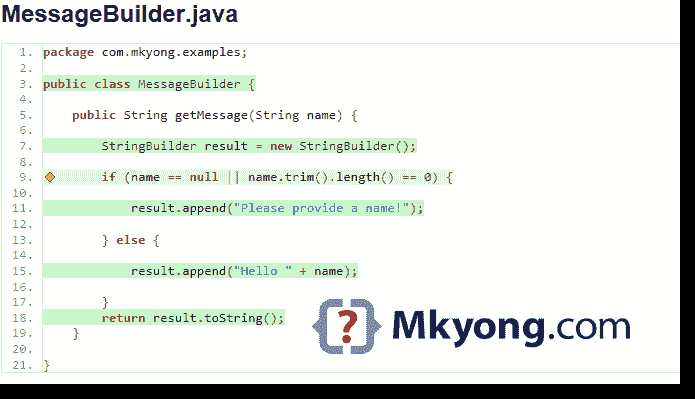 MessageBuilder.java
1. package com.mkyong.examples;
2.
3. public class MessageBuilder {
4.
5. public String getMessage(String name) {
6.
7. StringBuilder result = new StringBuilder();
8.
9. if (name == null || name.trim().length() == 0) {
10.
11. result.append("Please provide a name!");
12.
13. } else {
14.
15. result.append("Hello " + name);
16.
17. }
18. return result.toString();
19. }
20.
21. }
{?} Mkyong.com